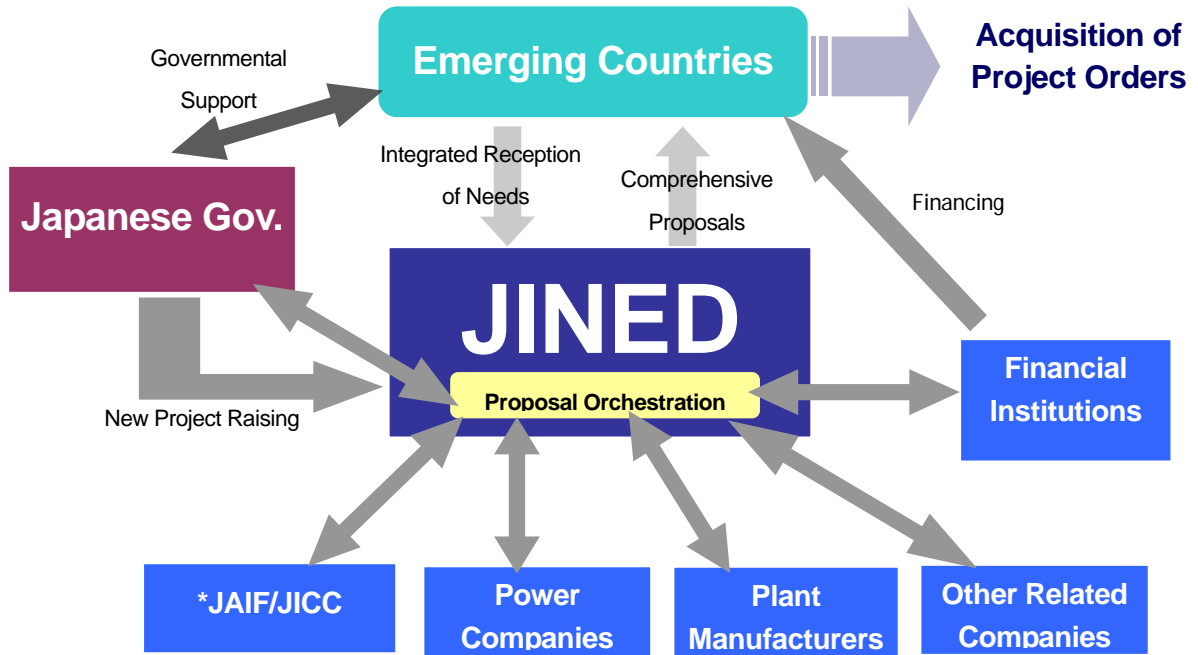 Emerging Countries
Acquisition of
Project Orders
Governmental
Support
Integrated Reception
of Needs
Comprehensive
Proposals
Financing
Japanese Gov.
JINED
Proposal Orchestration
New Project Raising
Financial
Institutions
*JAIF/JICC
Power
Companies
Plant
Manufacturers
Other Related
Companies